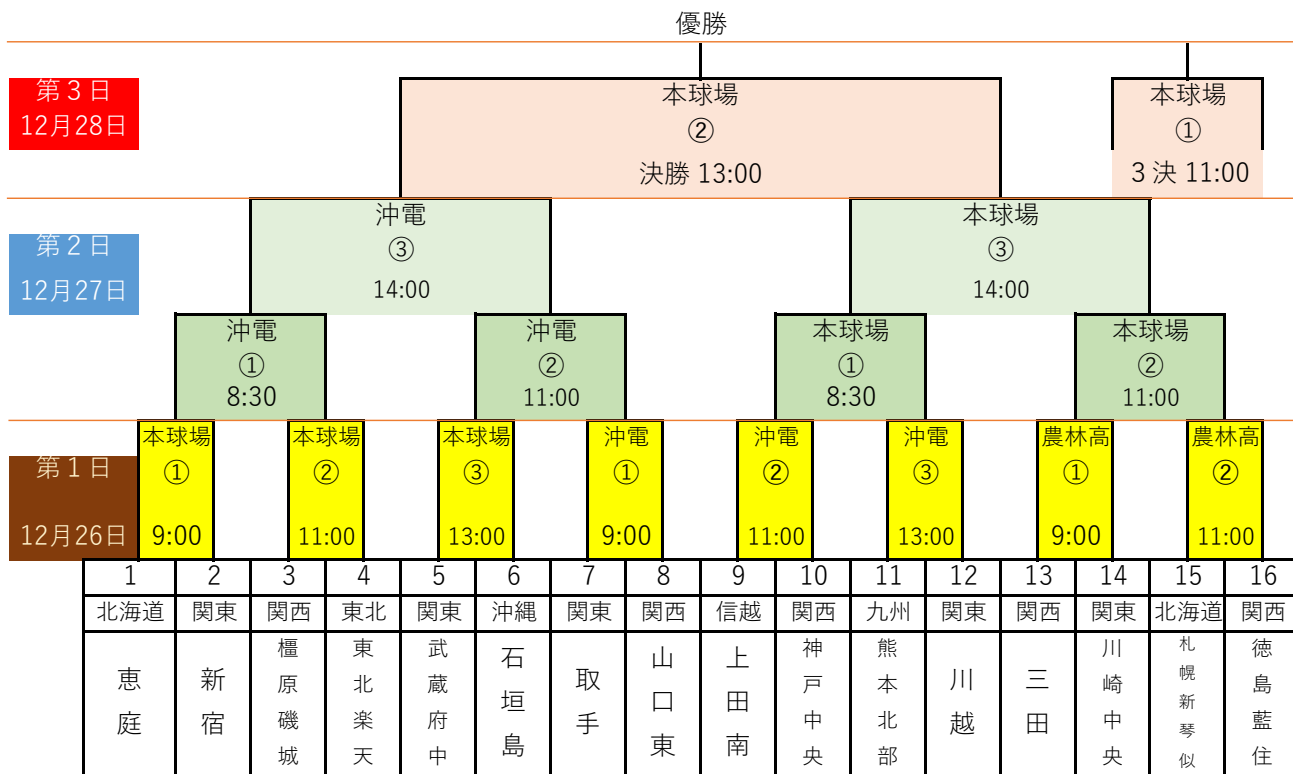 優勝
第3日
12月28日
本球場
②
決勝 13:00
本球場
①
3決 11:00
第2日
12月27日
沖電
③
14:00
本球場
③
14:00
沖電
①
8:30
沖電
②
11:00
本球場
①
8:30
本球場
②
11:00
第1日
12月26日
本球場
①
9:00
本球場
②
11:00
本球場
③
13:00
沖電
①
9:00
沖電
②
11:00
沖電
③
13:00
農林高
①
9:00
農林高
②
11:00
1 2 3 4 5 6 7 8 9 10 11 12 13 14 15 16
北海道 関東 関西 東北 関東 沖縄 関東 関西 信越 関西 九州 関東 関西 関東 北海道 関西
恵庭
新宿
橿原磯城
東北楽天
武蔵府中
石垣島
取手
山口東
上田南
神戸中央
熊本北部
川越
三田
川崎中央
札幌新琴似
徳島藍住